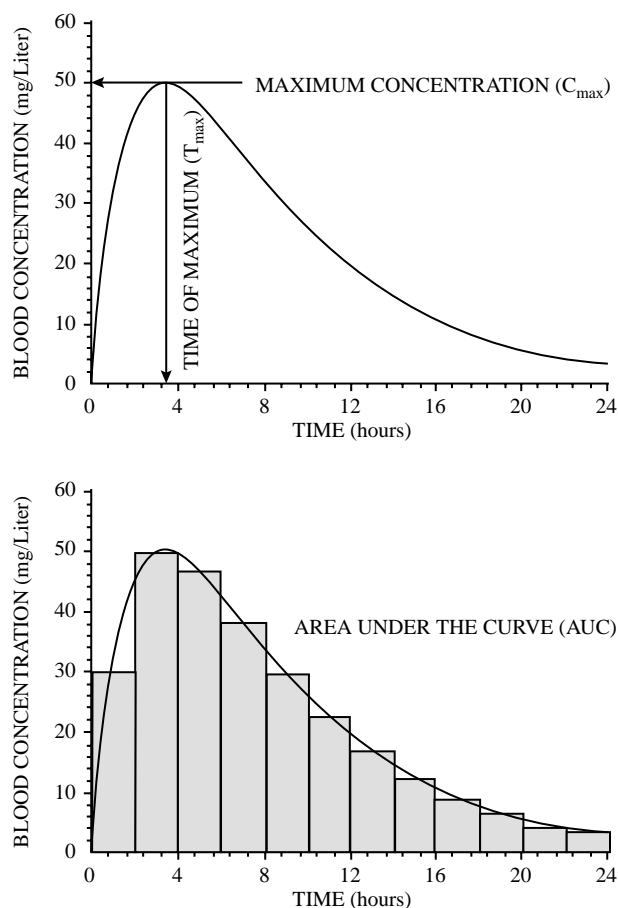 BLOOD CONCENTRATION (mg/Liter)
60
50
40
30
20
10
0
MAXIMUM CONCENTRATION (Cmax)
TIME OF MAXIMUM (Tmax)
0 4 8 12 16 20 24
TIME (hours)
BLOOD CONCENTRATION (mg/Liter)
60
50
40
30
20
10
0
AREA UNDER THE CURVE (AUC)
0 4 8 12 16 20 24
TIME (hours)